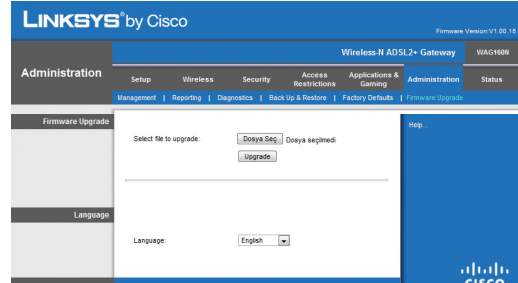 LINKSYS® by Cisco
Firmware Version:V1.00.16
Wireless-N ADSL2+ Gateway WAG160N
Administration
Setup Wireless Security Access Restrictions Applications & Gaming Administration Status
Management | Reporting | Diagnostics | Back Up & Restore | Factory Defaults | Firmware Upgrade
Firmware Upgrade
Help...
Select file to upgrade: Dosya Seç Dosya seçilmedi
Upgrade
Language
Language: English
CISCO